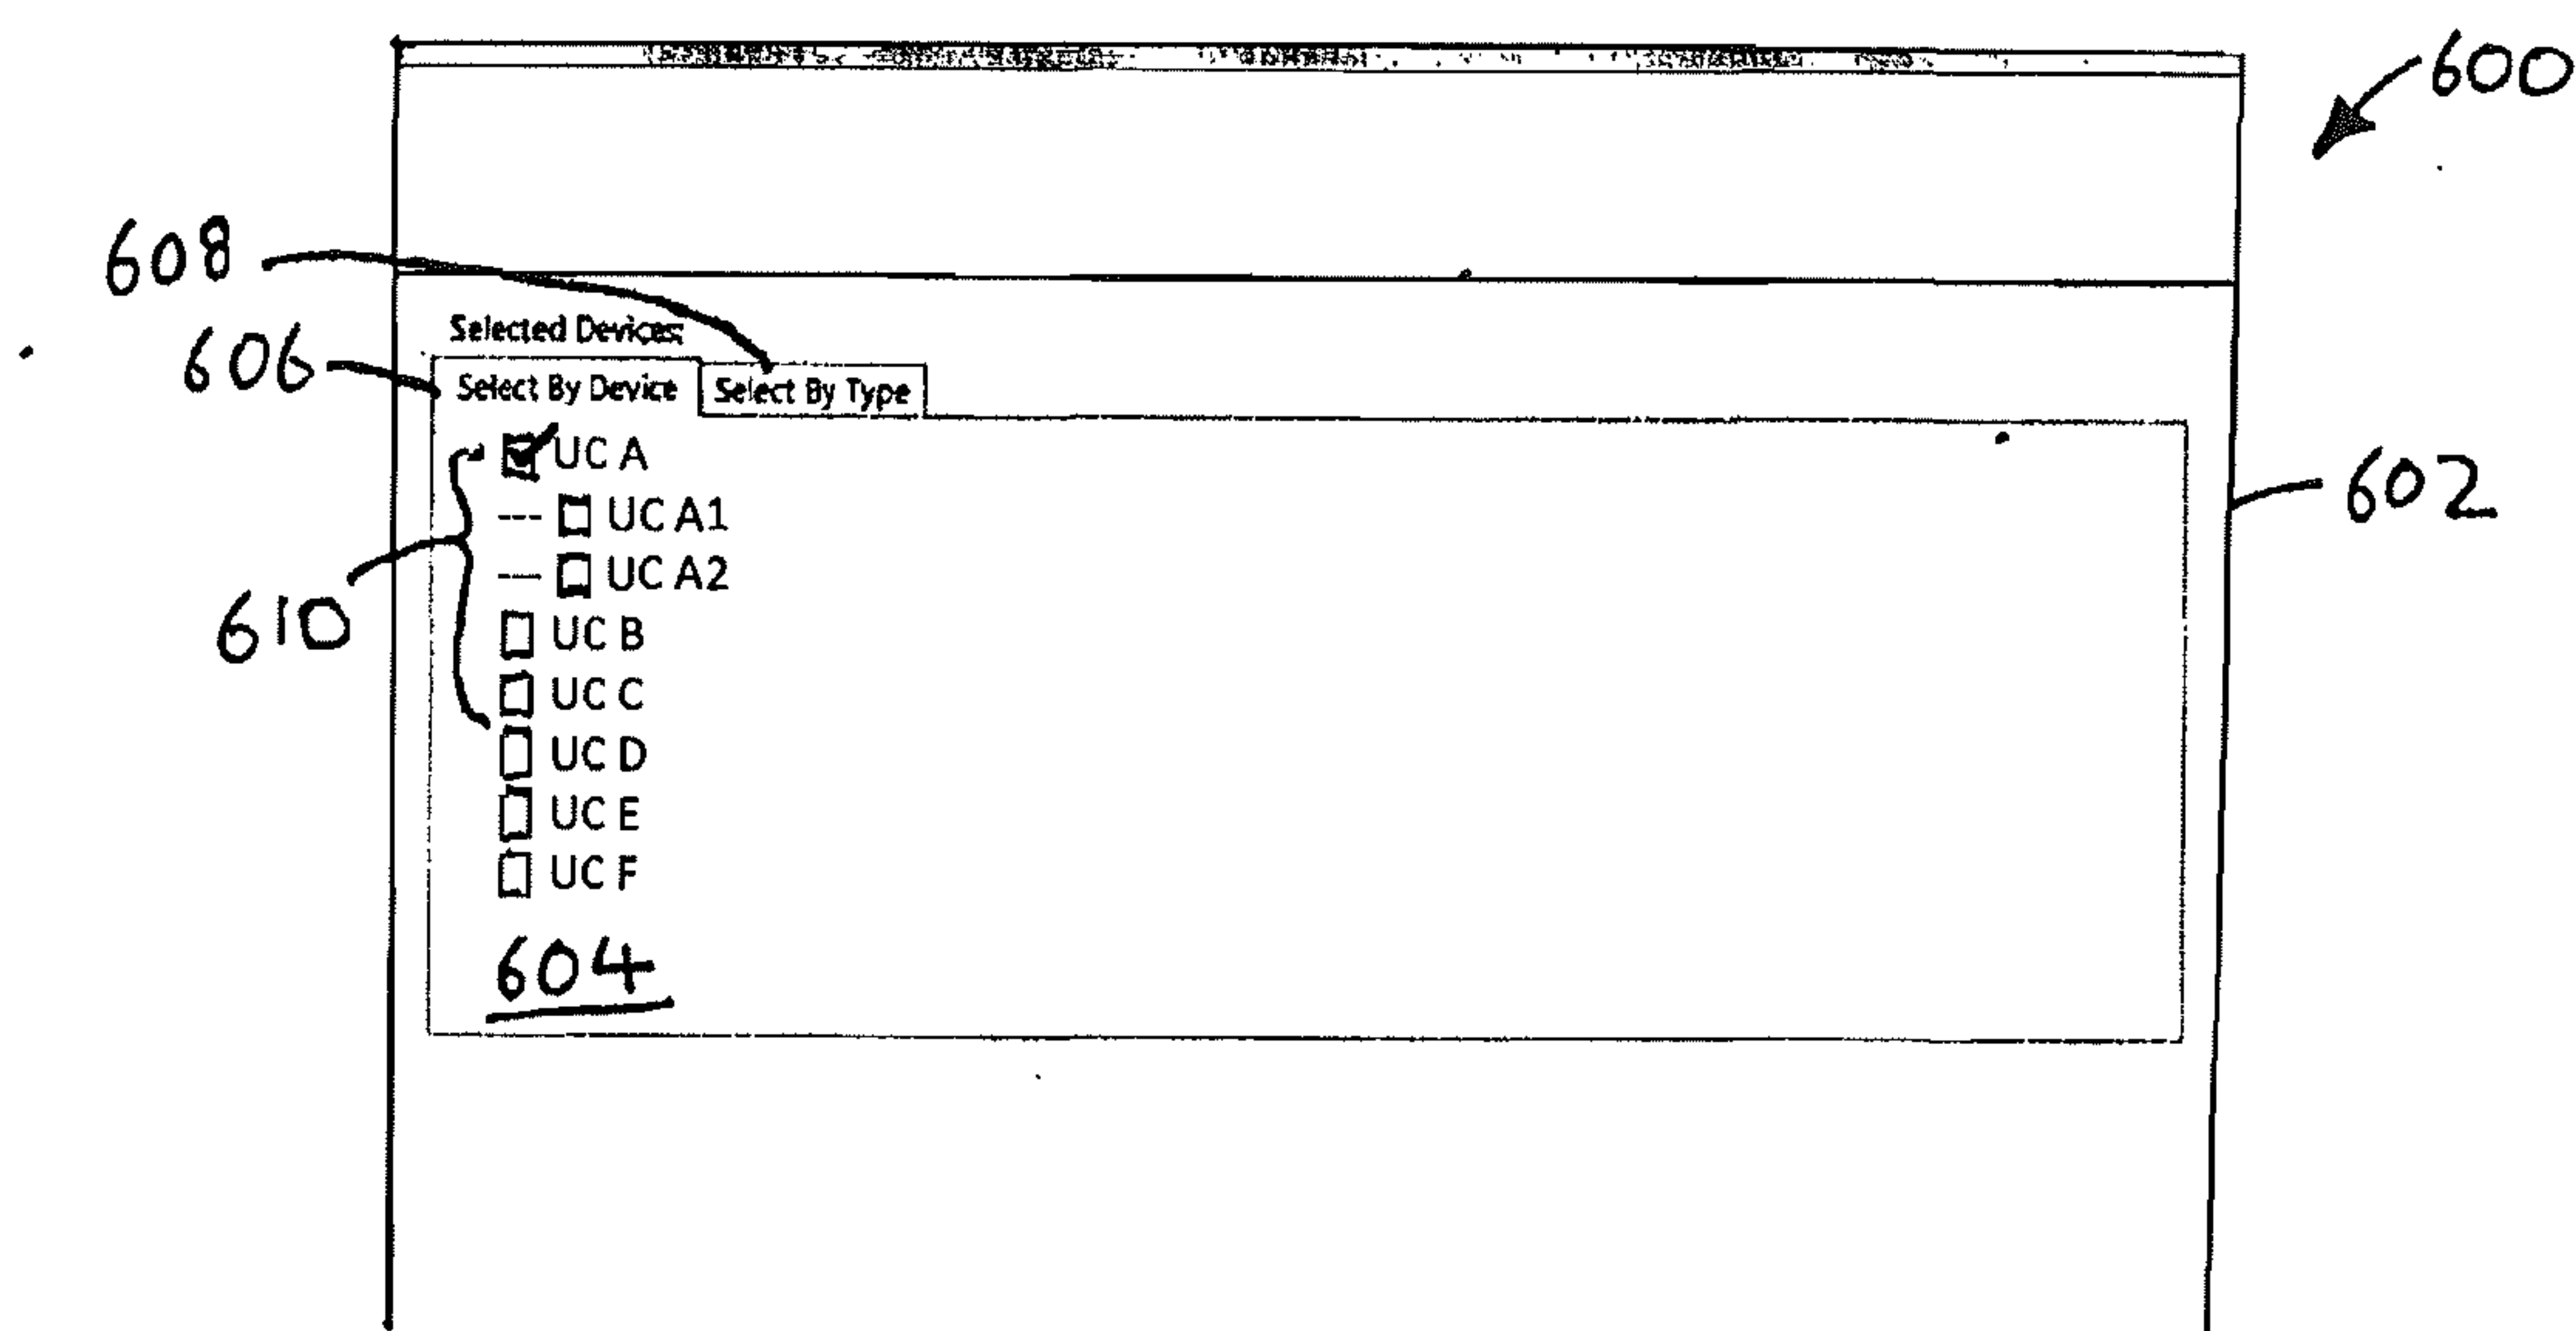 600
608
Selected Devices:
606
Select By Device Select By Type
UC A
602
--- UC A1
--- UC A2
610
UC B
UC C
UC D
UC E
UC F
604